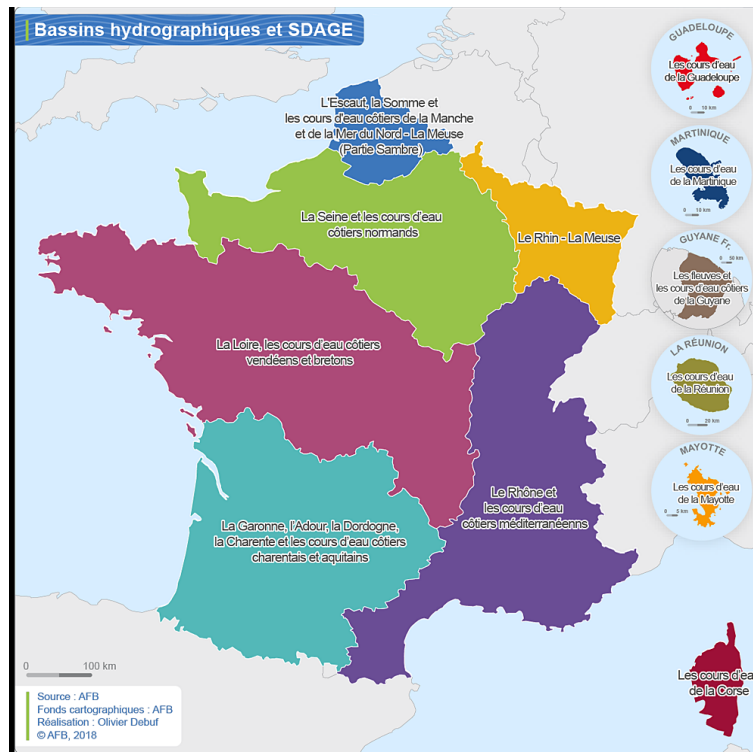 Bassins hydrographiques et SDAGE
L'Escaut, la Somme et
les cours d'eau côtiers de la Manche
et de la Mer du Nord - La Meuse
(Partie Sambre)
La Seine et les cours d'eau
côtiers normands
Le Rhin - La Meuse
La Loire, les cours d'eau côtiers
vendéens et bretons
Le Rhône et
les cours d'eau
côtiers méditerranéenns
La Garonne, l'Adour, la Dordogne,
la Charente et les cours d'eau côtiers
charentais et aquitains
GUADELOUPE
Les cours d'eau
de la Guadeloupe
0 10 km
MARTINIQUE
Les cours d'eau
de la Martinique
0 10 km
GUYANE Fr.
0 50 km
Les fleuves et
les cours d'eau côtiers
de la Guyane
LA RÉUNION
Les cours d'eau
de la Réunion
0 20 km
MAYOTTE
Les cours d'eau
de la Mayotte
0 5 km
Les cours d'ea
de la Corse
0 100 km
Source : AFB
Fonds cartographiques : AFB
Réalisation : Olivier Debuf
© AFB, 2018